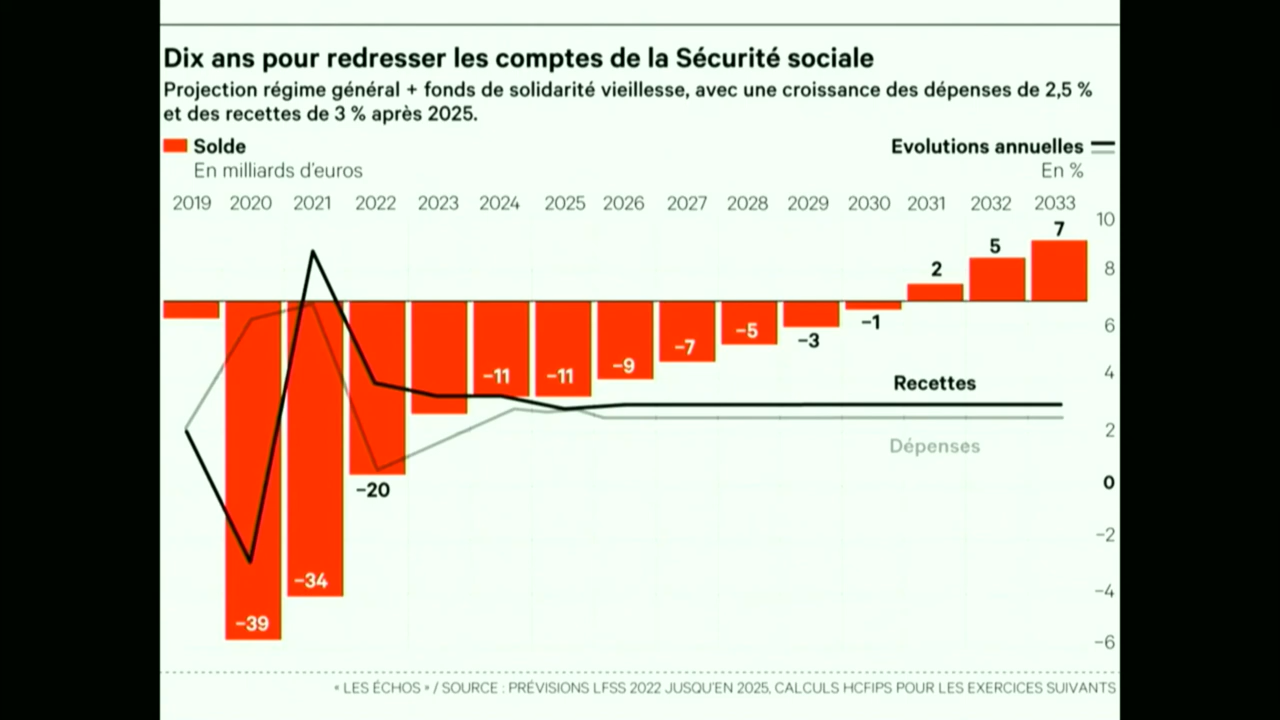 Dix ans pour redresser les comptes de la Sécurité sociale
Projection régime général + fonds de solidarité vieillesse, avec une croissance des dépenses de 2,5 %
et des recettes de 3 % après 2025.
Solde
En milliards d'euros
Evolutions annuelles
En %
2019 2020 2021 2022 2023 2024 2025 2026 2027 2028 2029 2030 2031 2032 2033
10
7
5
2
8
6
−1
−5
−3
−7
−9
−11 −11
4
Recettes
2
Dépenses
0
−20
−2
−34
−4
−39
−6
« LES ÉCHOS » / SOURCE : PRÉVISIONS LFSS 2022 JUSQU'EN 2025, CALCULS HCFIPS POUR LES EXERCICES SUIVANTS